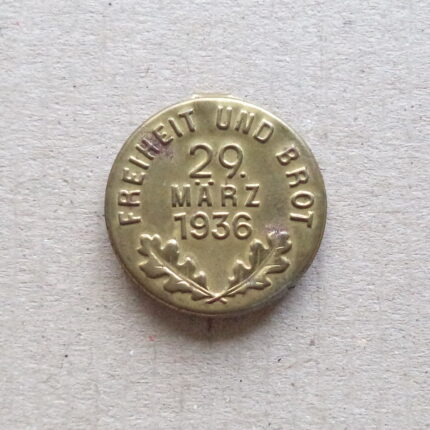 FREIHEIT UND BROT
29.
MÄRZ
1936